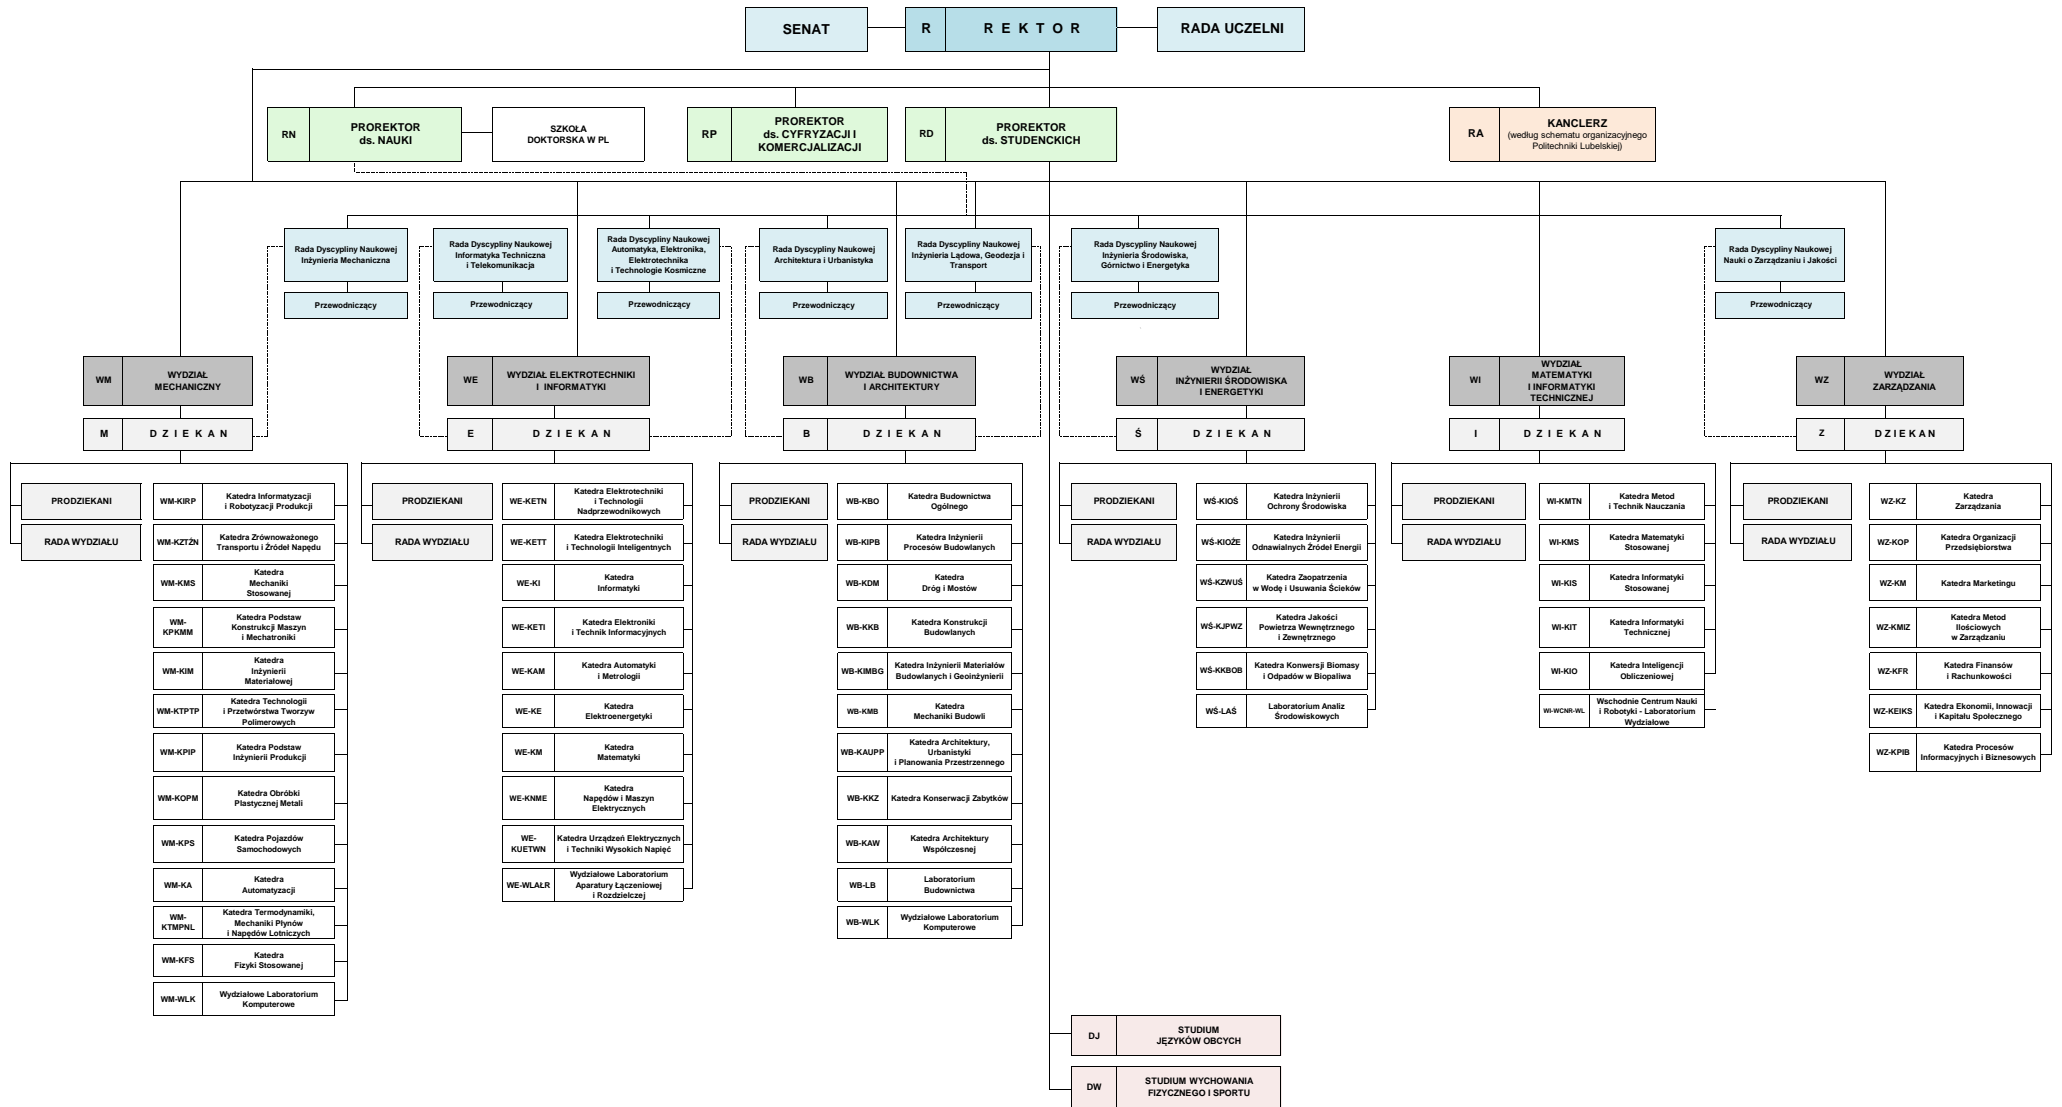 SENAT
R
R E K T O R
RADA UCZELNI
RN
PROREKTOR
ds. NAUKI
SZKOŁA
DOKTORSKA W PL
RP
PROREKTOR
ds. CYFRYZACJI I
KOMERCJALIZACJI
RD
PROREKTOR
ds. STUDENCKICH
RA
KANCLERZ
(według schematu organizacyjnego
Politechniki Lubelskiej)
Rada Dyscypliny Naukowej
Inżynieria Mechaniczna
Przewodniczący
Rada Dyscypliny Naukowej
Informatyka Techniczna
i Telekomunikacja
Przewodniczący
Rada Dyscypliny Naukowej
Automatyka, Elektronika,
Elektrotechnika
i Technologie Kosmiczne
Przewodniczący
Rada Dyscypliny Naukowej
Architektura i Urbanistyka
Przewodniczący
Rada Dyscypliny Naukowej
Inżynieria Lądowa, Geodezja i
Transport
Przewodniczący
Rada Dyscypliny Naukowej
Inżynieria Środowiska,
Górnictwo i Energetyka
Przewodniczący
Rada Dyscypliny Naukowej
Nauki o Zarządzaniu i Jakości
Przewodniczący
WM
WYDZIAŁ
MECHANICZNY
M
D Z I E K A N
PRODZIEKANI
RADA WYDZIAŁU
WM-KIRP
Katedra Informatyzacji
i Robotyzacji Produkcji
WM-KZTŹN
Katedra Zrównoważonego
Transportu i Źródeł Napędu
WM-KMS
Katedra
Mechaniki
Stosowanej
WM-
KPKMM
Katedra Podstaw
Konstrukcji Maszyn
i Mechatroniki
WM-KIM
Katedra
Inżynierii
Materiałowej
WM-KTPTP
Katedra Technologii
i Przetwórstwa Tworzyw
Polimerowych
WM-KPIP
Katedra Podstaw
Inżynierii Produkcji
WM-KOPM
Katedra Obróbki
Plastycznej Metali
WM-KPS
Katedra Pojazdów
Samochodowych
WM-KA
Katedra
Automatyzacji
WM-
KTMPNL
Katedra Termodynamiki,
Mechaniki Płynów
i Napędów Lotniczych
WM-KFS
Katedra
Fizyki Stosowanej
WM-WLK
Wydziałowe Laboratorium
Komputerowe
WE
WYDZIAŁ ELEKTROTECHNIKI
I INFORMATYKI
E
D Z I E K A N
PRODZIEKANI
RADA WYDZIAŁU
WE-KETN
Katedra Elektrotechniki
i Technologii
Nadprzewodnikowych
WE-KETT
Katedra Elektrotechniki
i Technologii Inteligentnych
WE-KI
Katedra
Informatyki
WE-KETI
Katedra Elektroniki
i Technik Informacyjnych
WE-KAM
Katedra Automatyki
i Metrologii
WE-KE
Katedra
Elektroenergetyki
WE-KM
Katedra
Matematyki
WE-KNME
Katedra
Napędów i Maszyn
Elektrycznych
WE-
KUETWN
Katedra Urządzeń Elektrycznych
i Techniki Wysokich Napięć
WE-WLAŁR
Wydziałowe Laboratorium
Aparatury Łączeniowej
i Rozdzielczej
WB
WYDZIAŁ BUDOWNICTWA
I ARCHITEKTURY
B
D Z I E K A N
PRODZIEKANI
RADA WYDZIAŁU
WB-KBO
Katedra Budownictwa
Ogólnego
WB-KIPB
Katedra Inżynierii
Procesów Budowlanych
WB-KDM
Katedra
Dróg i Mostów
WB-KKB
Katedra Konstrukcji
Budowlanych
WB-KIMBG
Katedra Inżynierii Materiałów
Budowlanych i Geoinżynierii
WB-KMB
Katedra
Mechaniki Budowli
WB-KAUPP
Katedra Architektury,
Urbanistyki
i Planowania Przestrzennego
WB-KKZ
Katedra Konserwacji Zabytków
WB-KAW
Katedra Architektury
Współczesnej
WB-LB
Laboratorium
Budownictwa
WB-WLK
Wydziałowe Laboratorium
Komputerowe
WŚ
WYDZIAŁ
INŻYNIERII ŚRODOWISKA
I ENERGETYKI
Ś
D Z I E K A N
PRODZIEKANI
RADA WYDZIAŁU
WŚ-KIOŚ
Katedra Inżynierii
Ochrony Środowiska
WŚ-KIOŹE
Katedra Inżynierii
Odnawialnych Źródeł Energii
WŚ-KZWUŚ
Katedra Zaopatrzenia
w Wodę i Usuwania Ścieków
WŚ-KJPWZ
Katedra Jakości
Powietrza Wewnętrznego
i Zewnętrznego
WŚ-KKBOB
Katedra Konwersji Biomasy
i Odpadów w Biopaliwa
WŚ-LAŚ
Laboratorium Analiz
Środowiskowych
WI
WYDZIAŁ
MATEMATYKI
I INFORMATYKI
TECHNICZNEJ
I
D Z I E K A N
PRODZIEKANI
RADA WYDZIAŁU
WI-KMTN
Katedra Metod
i Technik Nauczania
WI-KMS
Katedra Matematyki
Stosowanej
WI-KIS
Katedra Informatyki
Stosowanej
WI-KIT
Katedra Informatyki
Technicznej
WI-KIO
Katedra Inteligencji
Obliczeniowej
WI-WCNR-WL
Wschodnie Centrum Nauki
i Robotyki - Laboratorium
Wydziałowe
WZ
WYDZIAŁ
ZARZĄDZANIA
Z
D Z I E K A N
PRODZIEKANI
RADA WYDZIAŁU
WZ-KZ
Katedra
Zarządzania
WZ-KOP
Katedra Organizacji
Przedsiębiorstwa
WZ-KM
Katedra Marketingu
WZ-KMIZ
Katedra Metod
Ilościowych
w Zarządzaniu
WZ-KFR
Katedra Finansów
i Rachunkowości
WZ-KEIKS
Katedra Ekonomii, Innowacji
i Kapitału Społecznego
WZ-KPIB
Katedra Procesów
Informacyjnych i Biznesowych
DJ
STUDIUM
JĘZYKÓW OBCYCH
DW
STUDIUM WYCHOWANIA
FIZYCZNEGO I SPORTU